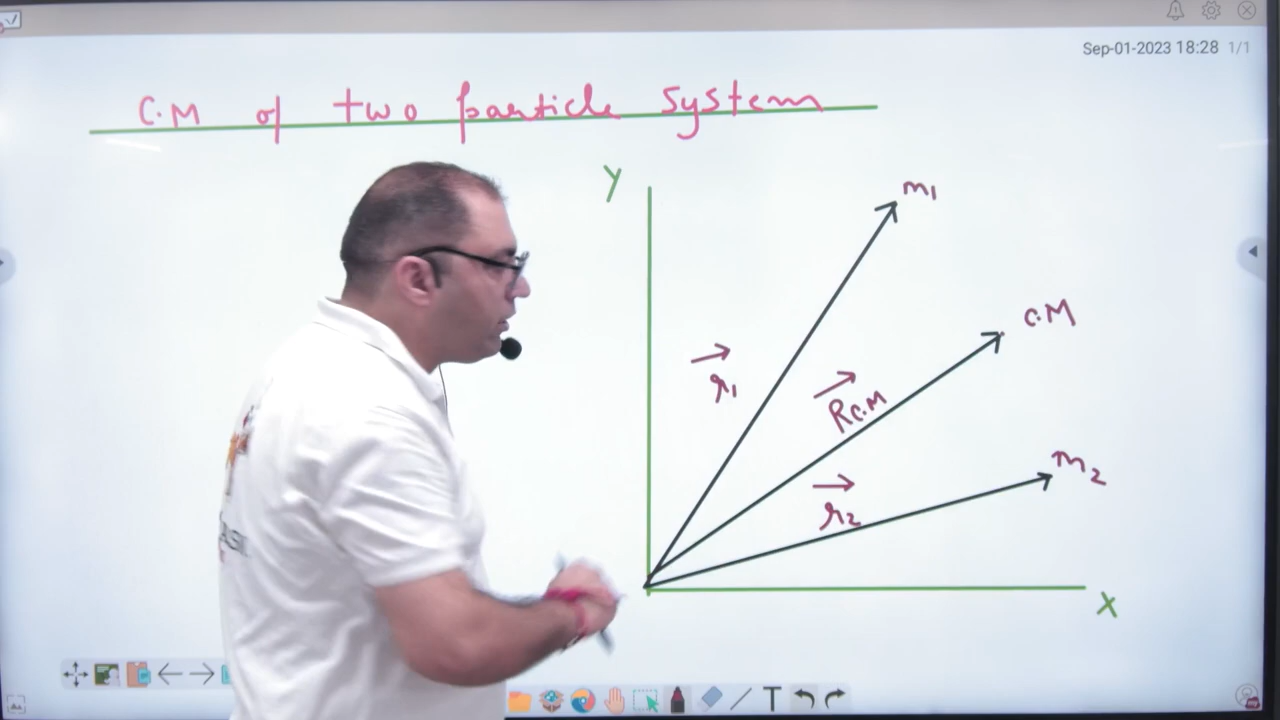 Sep-01-2023 18:28 1/1
C.M of two particle system
Y
m1
C.M
r1
RC.M
m2
r2
X
T